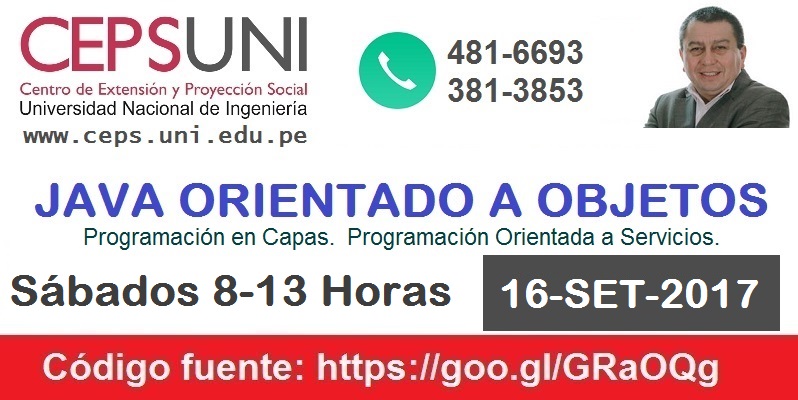 CEPSUNI
Centro de Extensión y Proyección Social
Universidad Nacional de Ingeniería
www.ceps.uni.edu.pe
481-6693
381-3853
JAVA ORIENTADO A OBJETOS
Programación en Capas. Programación Orientada a Servicios.
Sábados 8-13 Horas
16-SET-2017
Código fuente: https://goo.gl/GRaOQg